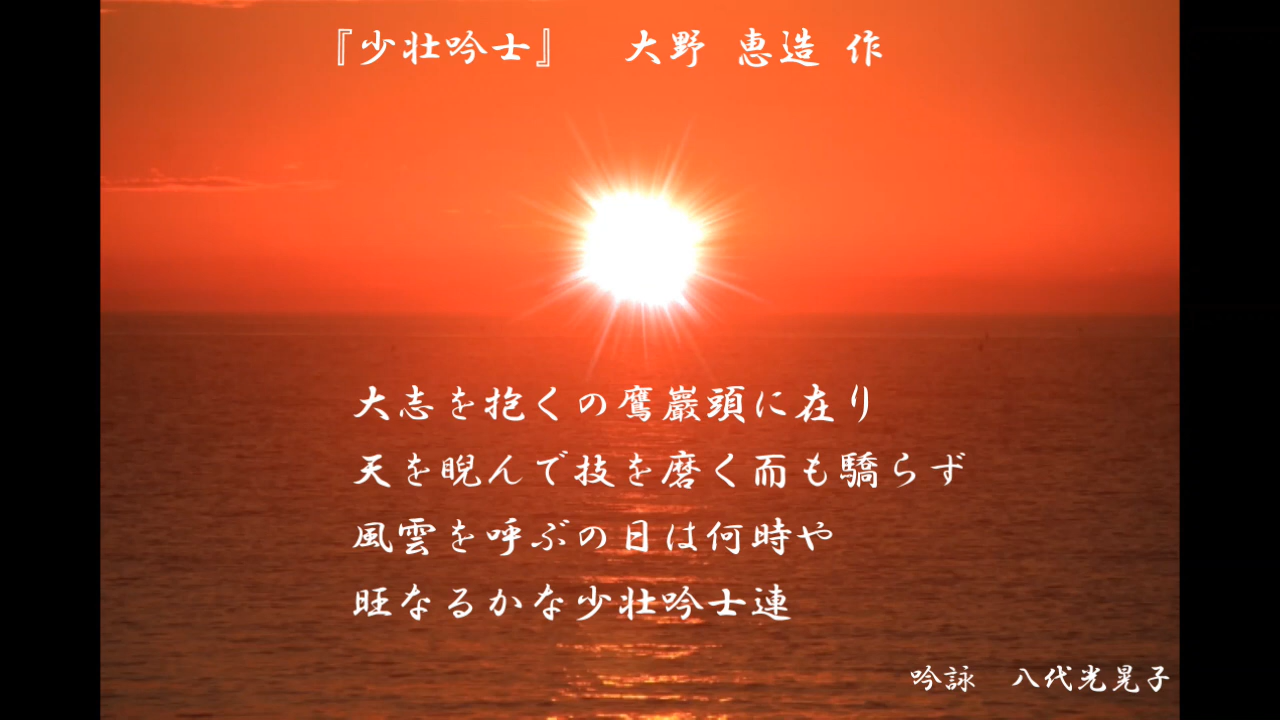 『少壮吟士』 大野 恵造 作
大志を抱くの鷹巖頭に在り
天を睨んで技を磨く而も驕らず
風雲を呼ぶの日は何時や
旺なるかな少壮吟士連
吟詠 八代光晃子